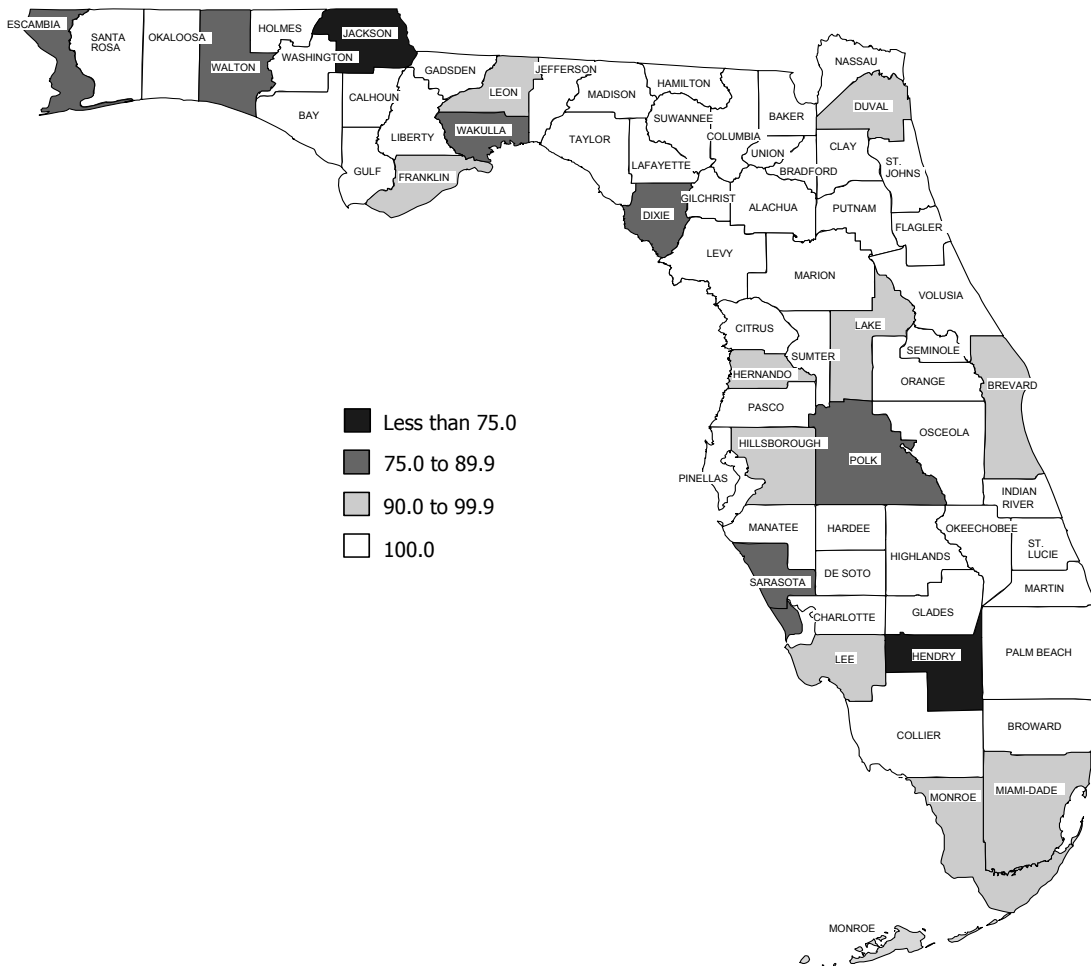 ESCAMBIA
SANTA
ROSA
OKALOOSA
WALTON
HOLMES
WASHINGTON
JACKSON
BAY
CALHOUN
GULF
LIBERTY
GADSDEN
FRANKLIN
LEON
WAKULLA
JEFFERSON
MADISON
TAYLOR
HAMILTON
SUWANNEE
LAFAYETTE
DIXIE
COLUMBIA
GILCHRIST
BAKER
UNION
BRADFORD
ALACHUA
LEVY
NASSAU
DUVAL
CLAY
ST.
JOHNS
PUTNAM
FLAGLER
MARION
VOLUSIA
CITRUS
SUMTER
LAKE
SEMINOLE
HERNANDO
ORANGE
BREVARD
PASCO
OSCEOLA
HILLSBOROUGH
POLK
PINELLAS
INDIAN
RIVER
MANATEE
HARDEE
OKEECHOBEE
HIGHLANDS
ST.
LUCIE
SARASOTA
DE SOTO
MARTIN
CHARLOTTE
GLADES
LEE
HENDRY
PALM BEACH
COLLIER
BROWARD
MONROE
MIAMI-DADE
MONROE
Less than 75.0
75.0 to 89.9
90.0 to 99.9
100.0